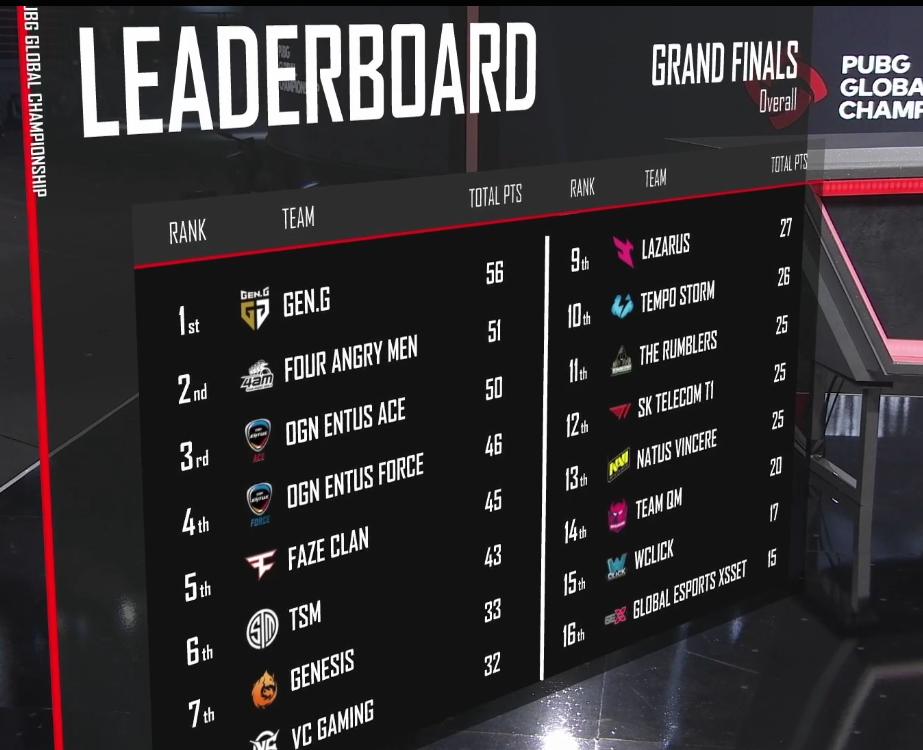 PUBG GLOBAL CHAMPIONSHIP
LEADERBOARD
GRAND FINALS
Overall
PUBG
GLOBA
CHAMP
RANK TEAM TOTAL PTS
1st GEN.G 56
2nd FOUR ANGRY MEN 51
3rd OGN ENTUS ACE 50
4th OGN ENTUS FORCE 46
5th FAZE CLAN 45
6th TSM 43
7th GENESIS 33
VC GAMING 32
RANK TEAM TOTAL PTS
9th LAZARUS 27
10th TEMPO STORM 26
11th THE RUMBLERS 25
12th SK TELECOM T1 25
13th NATUS VINCERE 25
14th TEAM QM 20
15th WCLICK 17
16th GLOBAL ESPORTS XSSET 15